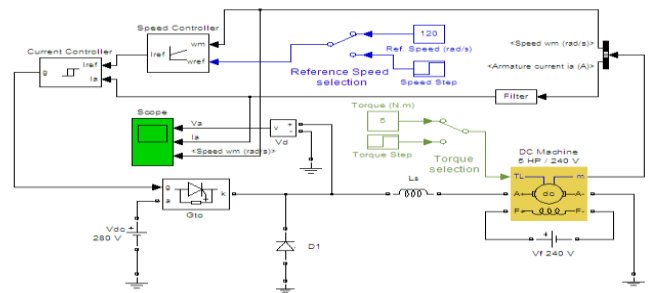 Speed Controller
Current Controller
wm
Iref
wref
Iref
g
Ia
120
Ref. Speed (rad/s)
Reference Speed
selection
Speed Step
<Speed wm (rad/s)>
<Armature current ia (A)>
Filter
Scope
Va
Ia
<Speed wm (rad/s)>
v
+
-
Vd
Torque (N.m)
5
Torque Step
Torque
selection
DC Machine
5 HP / 240 V
TL
m
A+
dc
A-
F+
F-
Vf 240 V
Ls
g
a
k
Gto
Vdc
+
280 V
D1